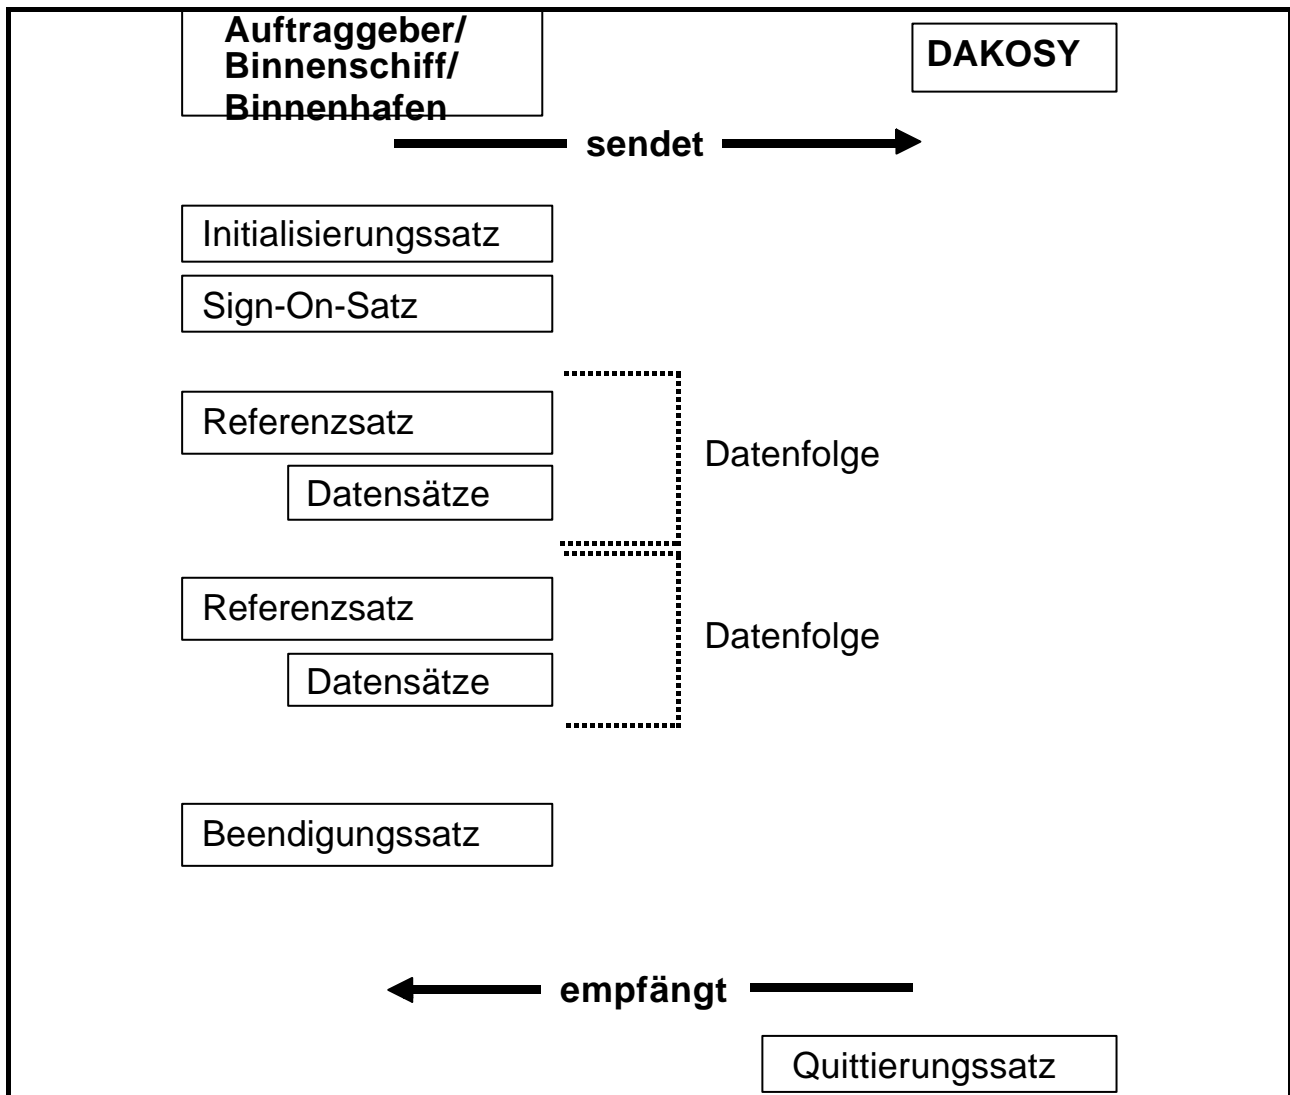 Auftraggeber/
Binnenschiff/
Binnenhafen
DAKOSY
sendet
Initialisierungssatz
Sign-On-Satz
Referenzsatz
Datensätze
Datenfolge
Referenzsatz
Datensätze
Datenfolge
Beendigungssatz
empfängt
Quittierungssatz